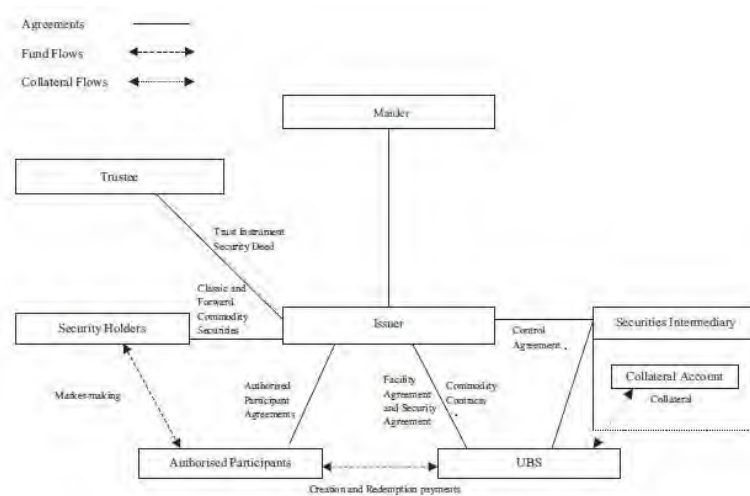 Agreements
Fund Flows
Collateral Flows
Manler
Trustee
Trust Instrument
Security Deed
Classic and
Forward
Commodity
Securities
Security Holders
Issuer
Control
Agreement
Securities Intermediary
Collateral Account
Collateral
Market-making
Authorised
Participant
Agreements
Facility
Agreement
and Security
Agreement
Commodity
Contracts
Authorised Participants
UBS
Creation and Redemption payments